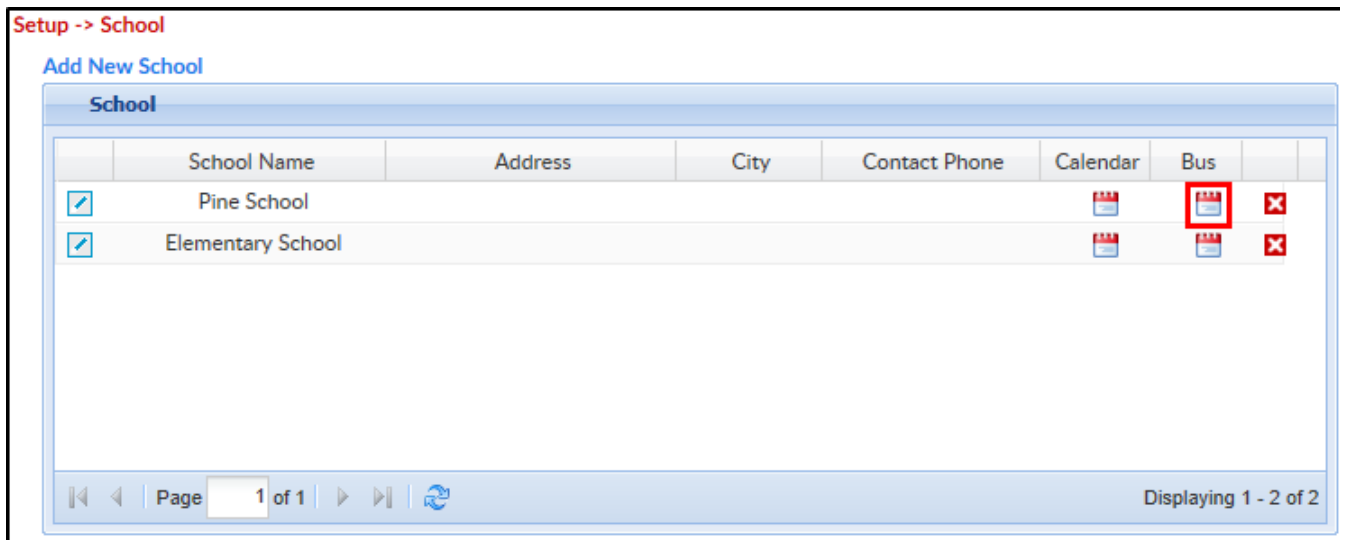 Setup -> School
Add New School
School
School Name Address City Contact Phone Calendar Bus
Pine School
Elementary School
Page 1 of 1 Displaying 1 - 2 of 2